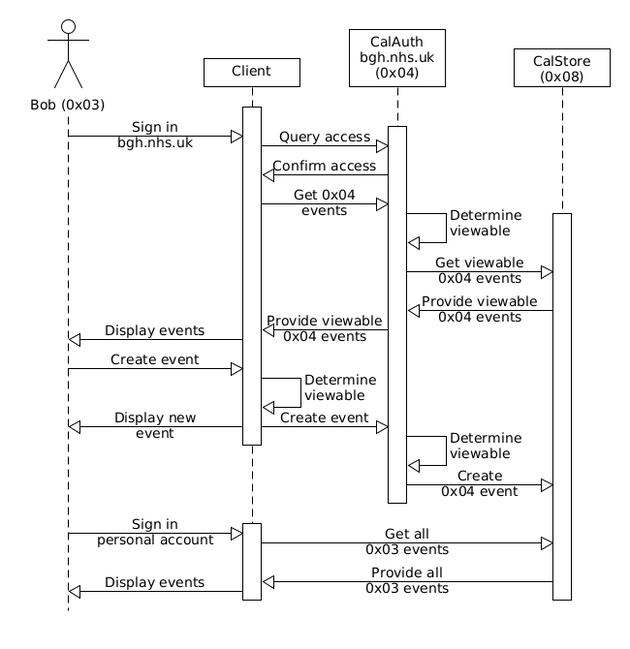 CalAuth
bgh.nhs.uk
(0x04)
CalStore
(0x08)
Client
Bob (0x03)
Sign in
bgh.nhs.uk
Query access
Confirm access
Get 0x04
events
Determine
viewable
Get viewable
0x04 events
Provide viewable
0x04 events
Provide viewable
0x04 events
Display events
Create event
Determine
viewable
Display new
event
Create event
Determine
viewable
Create
0x04 event
Sign in
personal account
Get all
0x03 events
Provide all
0x03 events
Display events